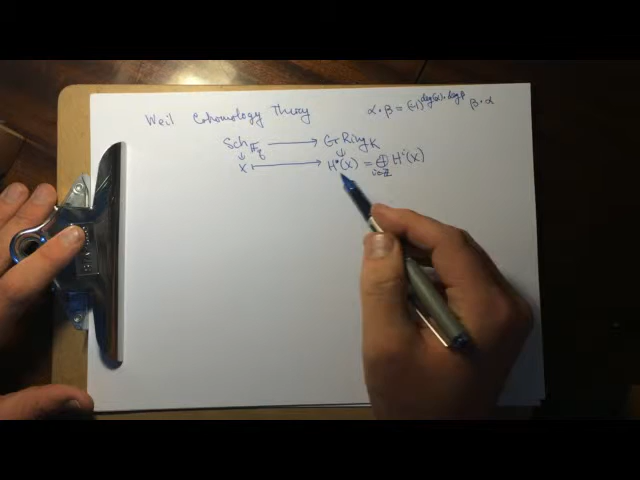 Weil Cohomology Theory α · β = (-1)^{deg(α)·deg β} β · α
Sch_{𝔽_q} ⟶ GrRing_K
↓ ↓
X ⟼ H^•(X) = ⊕_{i∈ℤ} H^i(X)